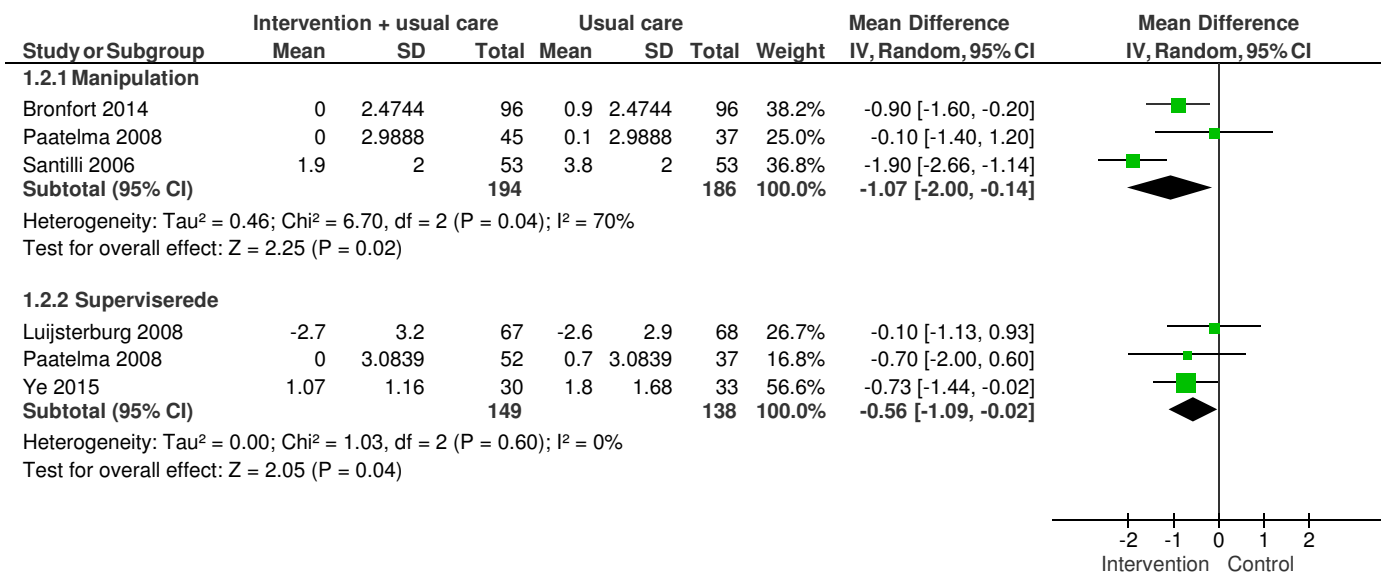 Intervention + usual care Usual care Mean Difference Mean Difference
Study or Subgroup Mean SD Total Mean SD Total Weight IV, Random, 95% CI IV, Random, 95% CI
1.2.1 Manipulation
Bronfort 2014 0 2.4744 96 0.9 2.4744 96 38.2% -0.90 [-1.60, -0.20]
Paatelma 2008 0 2.9888 45 0.1 2.9888 37 25.0% -0.10 [-1.40, 1.20]
Santilli 2006 1.9 2 53 3.8 2 53 36.8% -1.90 [-2.66, -1.14]
Subtotal (95% CI) 194 186 100.0% -1.07 [-2.00, -0.14]
Heterogeneity: Tau² = 0.46; Chi² = 6.70, df = 2 (P = 0.04); I² = 70%
Test for overall effect: Z = 2.25 (P = 0.02)
1.2.2 Superviserede
Luijsterburg 2008 -2.7 3.2 67 -2.6 2.9 68 26.7% -0.10 [-1.13, 0.93]
Paatelma 2008 0 3.0839 52 0.7 3.0839 37 16.8% -0.70 [-2.00, 0.60]
Ye 2015 1.07 1.16 30 1.8 1.68 33 56.6% -0.73 [-1.44, -0.02]
Subtotal (95% CI) 149 138 100.0% -0.56 [-1.09, -0.02]
Heterogeneity: Tau² = 0.00; Chi² = 1.03, df = 2 (P = 0.60); I² = 0%
Test for overall effect: Z = 2.05 (P = 0.04)
-2 -1 0 1 2
Intervention Control